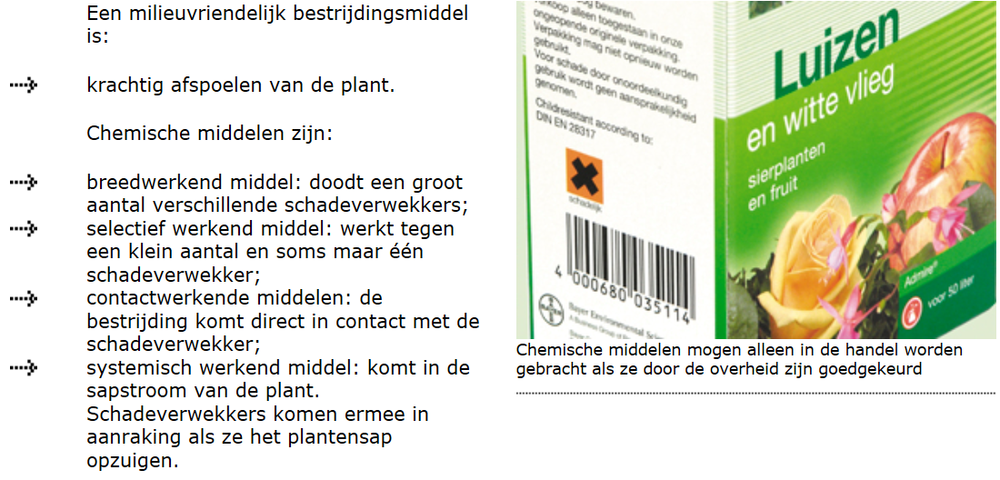 Een milieuvriendelijk bestrijdingsmiddel
is:
krachtig afspoelen van de plant.
Chemische middelen zijn:
breedwerkend middel: doodt een groot
aantal verschillende schadeverwekkers;
selectief werkend middel: werkt tegen
een klein aantal en soms maar één
schadeverwekker;
contactwerkende middelen: de
bestrijding komt direct in contact met de
schadeverwekker;
systemisch werkend middel: komt in de
sapstroom van de plant.
Schadeverwekkers komen ermee in
aanraking als ze het plantensap
opzuigen.
bewaren.
alleen toegestaan in onze
ongeopende originele verpakking.
Verpakking mag niet opnieuw worden
gebruikt.
Voor schade door onoordeelkundig
gebruik wordt geen aansprakelijkheid
genomen.
Childresistant according to:
DIN EN 28317
schadelijk
4 000680 035114
BAYER
Bayer Environmental
A Business Group of
Luizen
en witte vlieg
sierplanten
en fruit
Admire®
voor 50 liter
Chemische middelen mogen alleen in de handel worden
gebracht als ze door de overheid zijn goedgekeurd